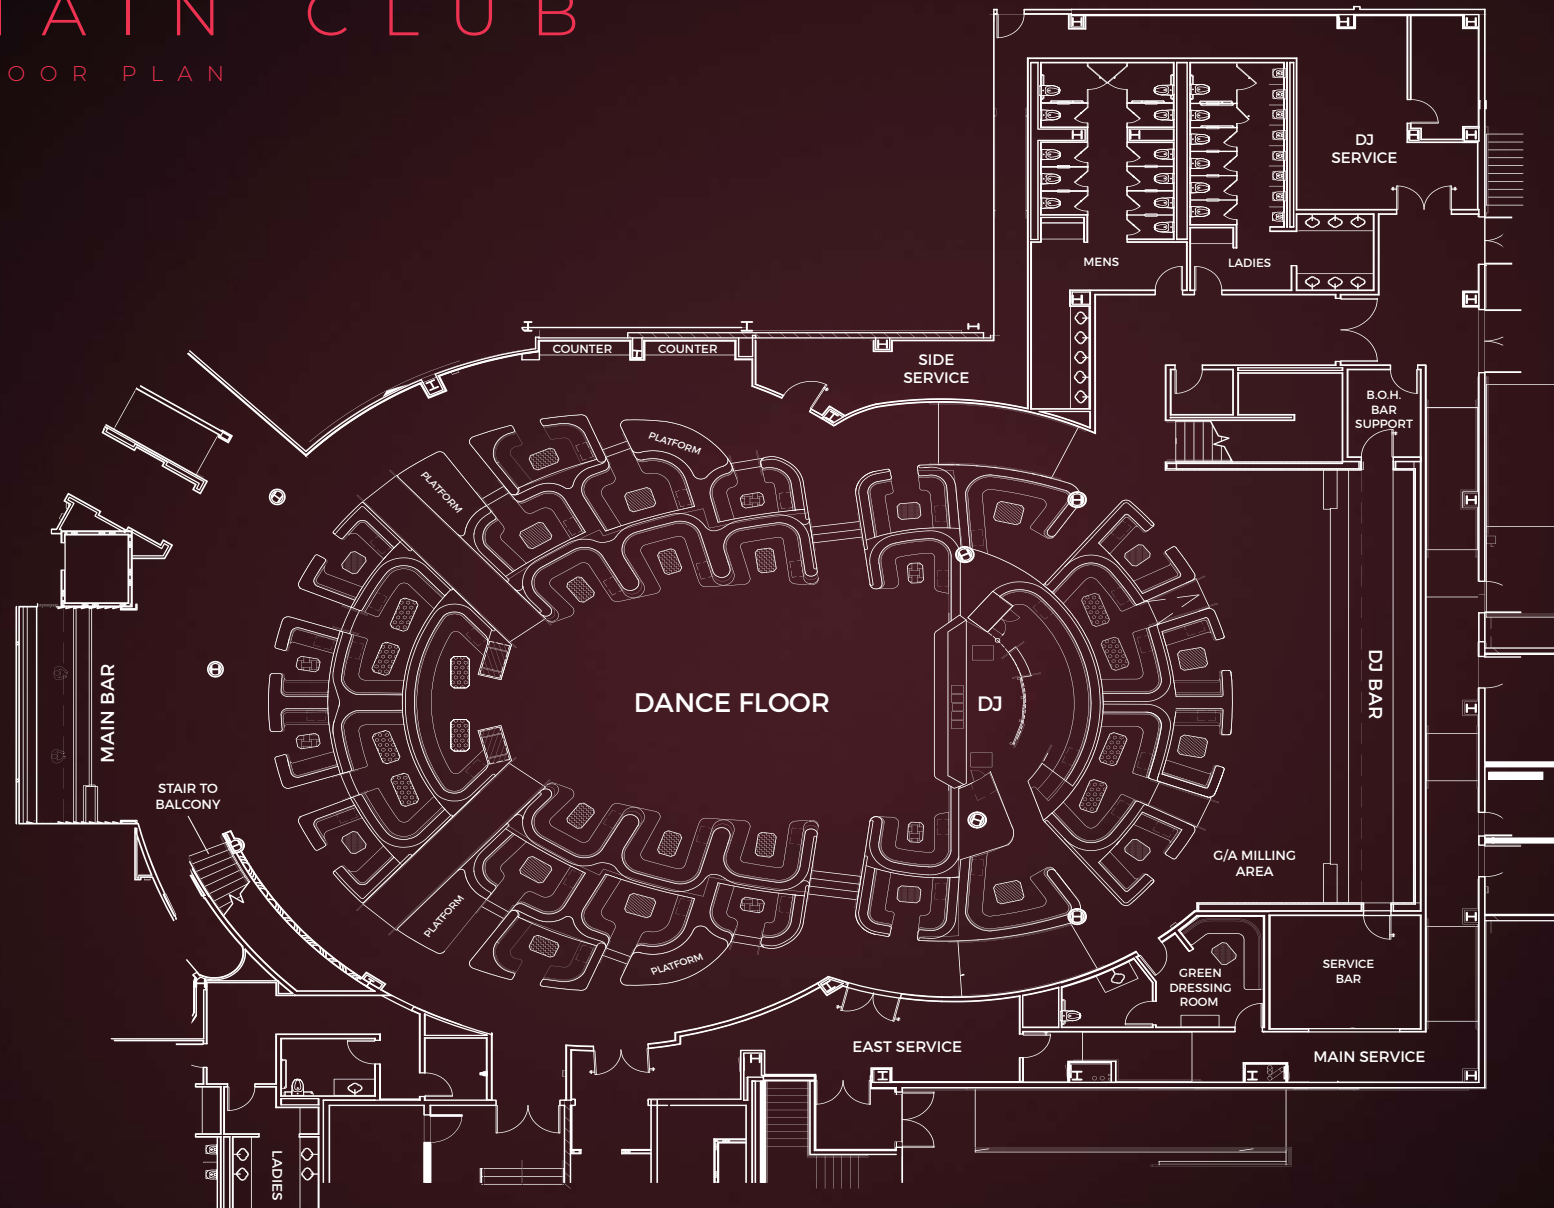 MAIN CLUB
FLOOR PLAN
DJ
SERVICE
MENS
LADIES
COUNTER
COUNTER
SIDE
SERVICE
B.O.H.
BAR
SUPPORT
PLATFORM
PLATFORM
MAIN BAR
DANCE FLOOR
DJ
DJ BAR
STAIR TO
BALCONY
G/A MILLING
AREA
PLATFORM
PLATFORM
GREEN
DRESSING
ROOM
SERVICE
BAR
EAST SERVICE
MAIN SERVICE
LADIES